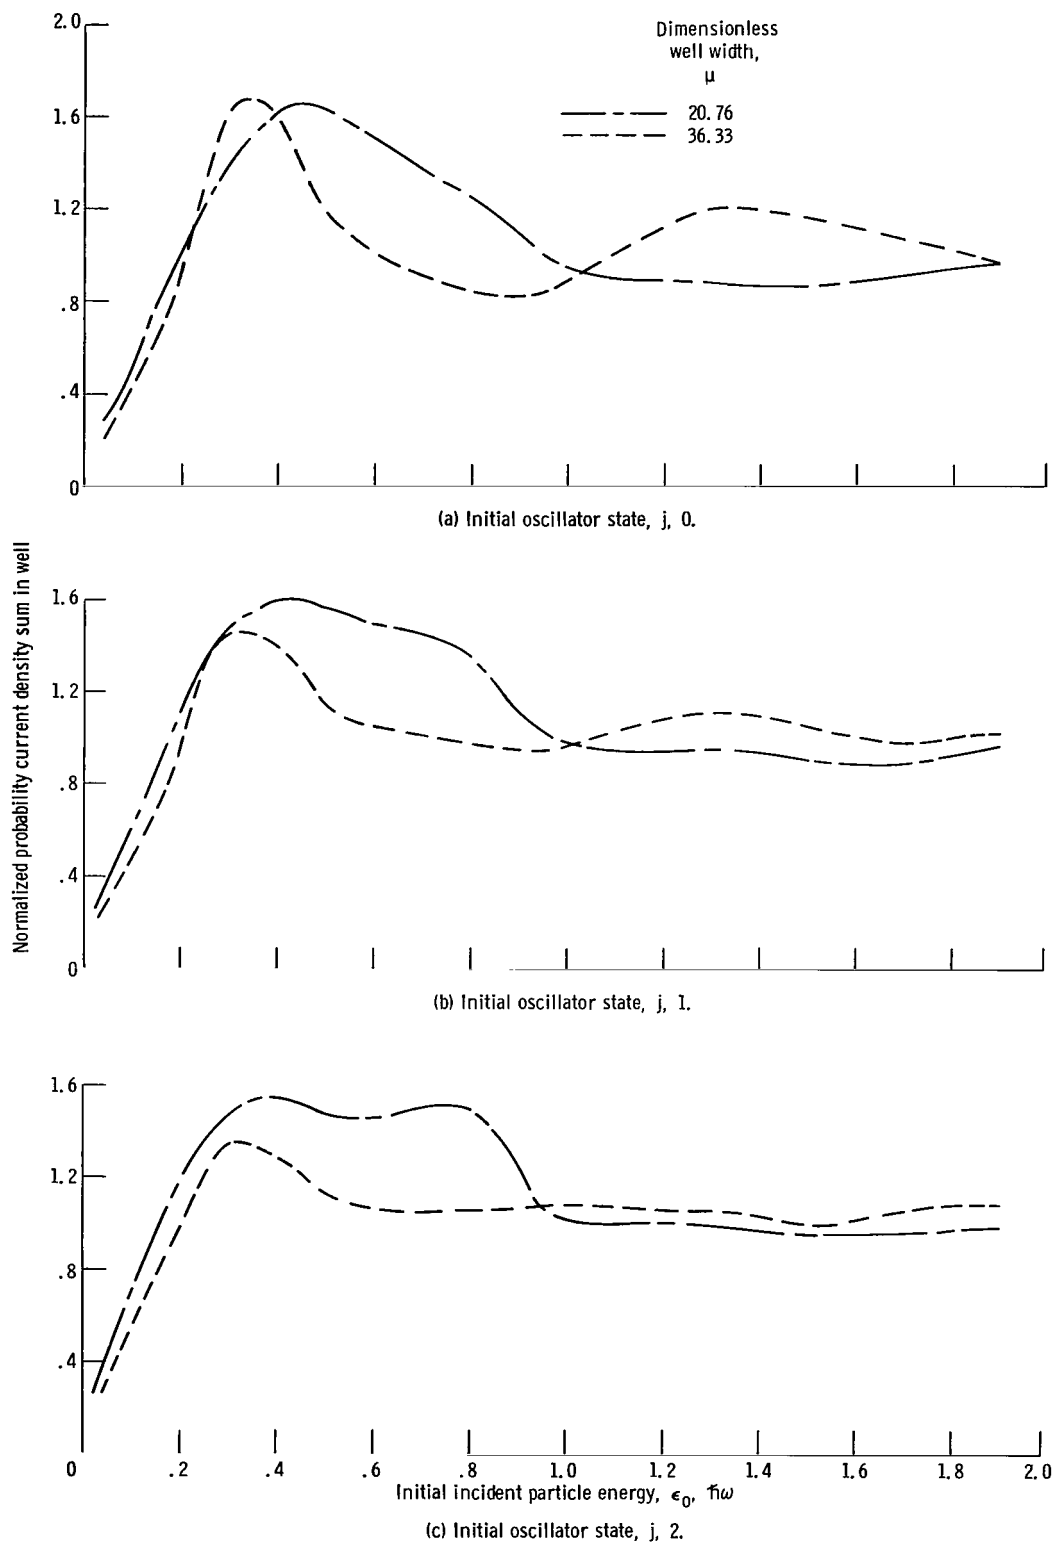 Dimensionless
well width,
μ
20.76
36.33
2.0
1.6
1.2
.8
.4
0
(a) Initial oscillator state, j, 0.
Normalized probability current density sum in well
1.6
1.2
.8
.4
0
(b) Initial oscillator state, j, 1.
1.6
1.2
.8
.4
0 .2 .4 .6 .8 1.0 1.2 1.4 1.6 1.8 2.0
Initial incident particle energy, ϵ₀, ħω
(c) Initial oscillator state, j, 2.